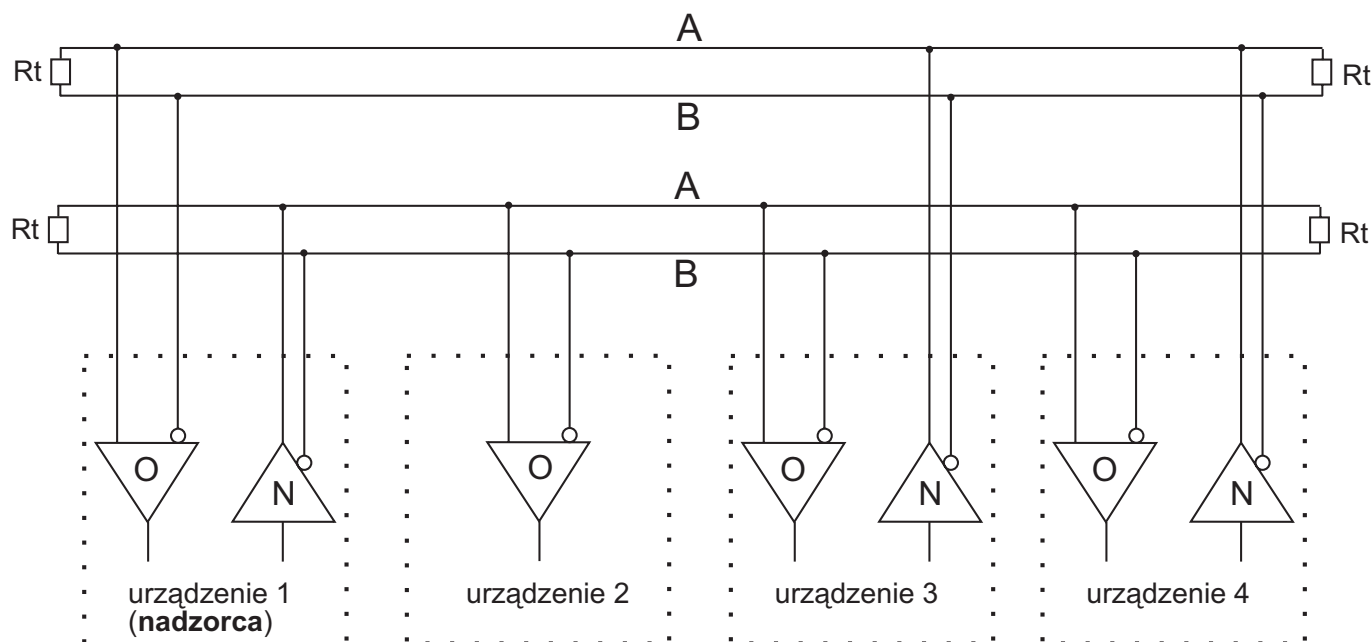 A
Rt Rt
B
A
Rt Rt
B
O N O O N O N
urządzenie 1 urządzenie 2 urządzenie 3 urządzenie 4
(nadzorca)